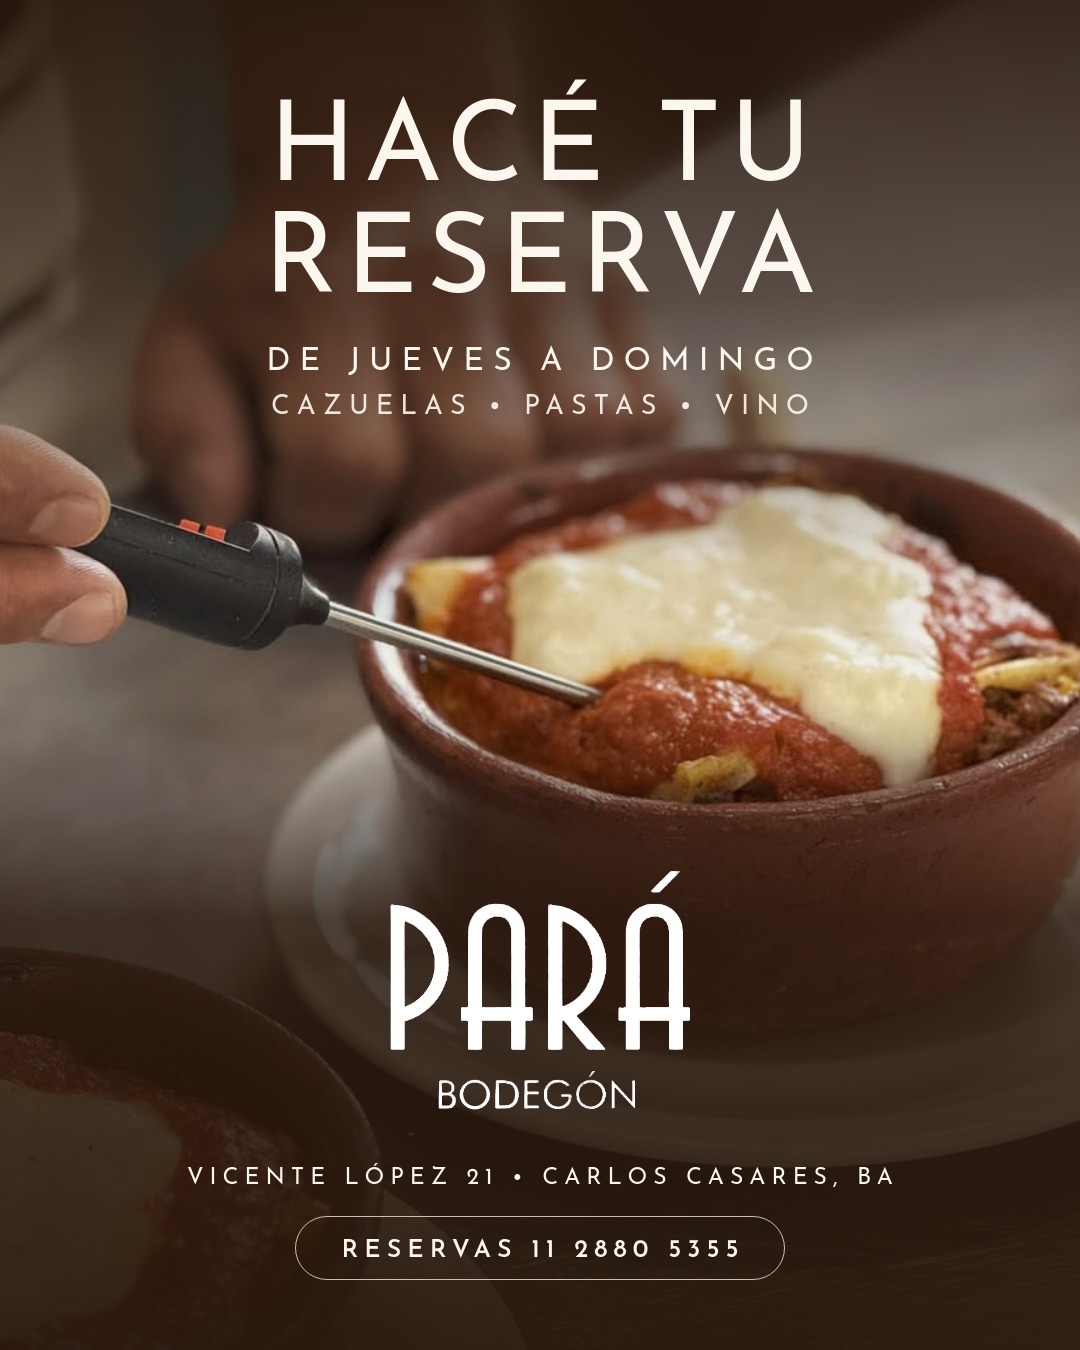 HACÉ TU
RESERVA
DE JUEVES A DOMINGO
CAZUELAS • PASTAS • VINO
PARÁ
BODEGÓN
VICENTE LÓPEZ 21 • CARLOS CASARES, BA
RESERVAS 11 2880 5355